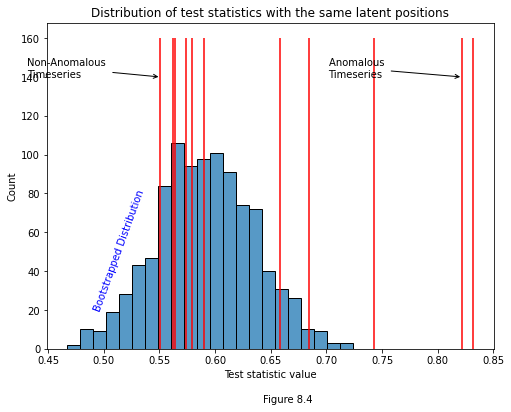 Distribution of test statistics with the same latent positions
160
140
120
100
80
60
40
20
0
Count
Non-Anomalous
Timeseries
Anomalous
Timeseries
Bootstrapped Distribution
0.45 0.50 0.55 0.60 0.65 0.70 0.75 0.80 0.85
Test statistic value
Figure 8.4